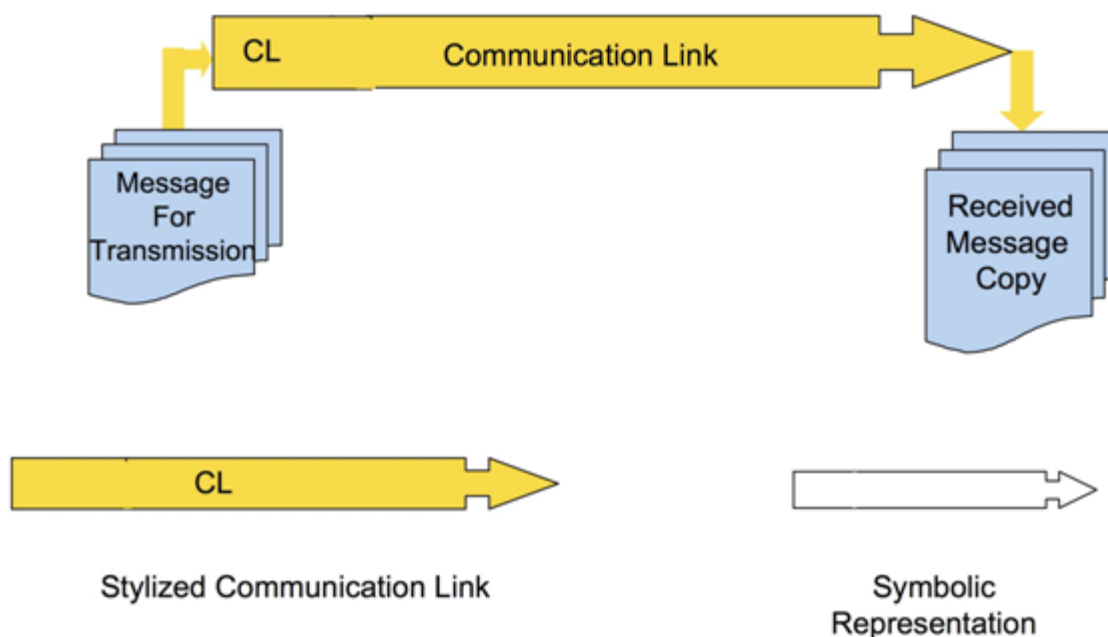 CL
Communication Link
Message
For
Transmission
Received
Message
Copy
CL
Stylized Communication Link
Symbolic
Representation